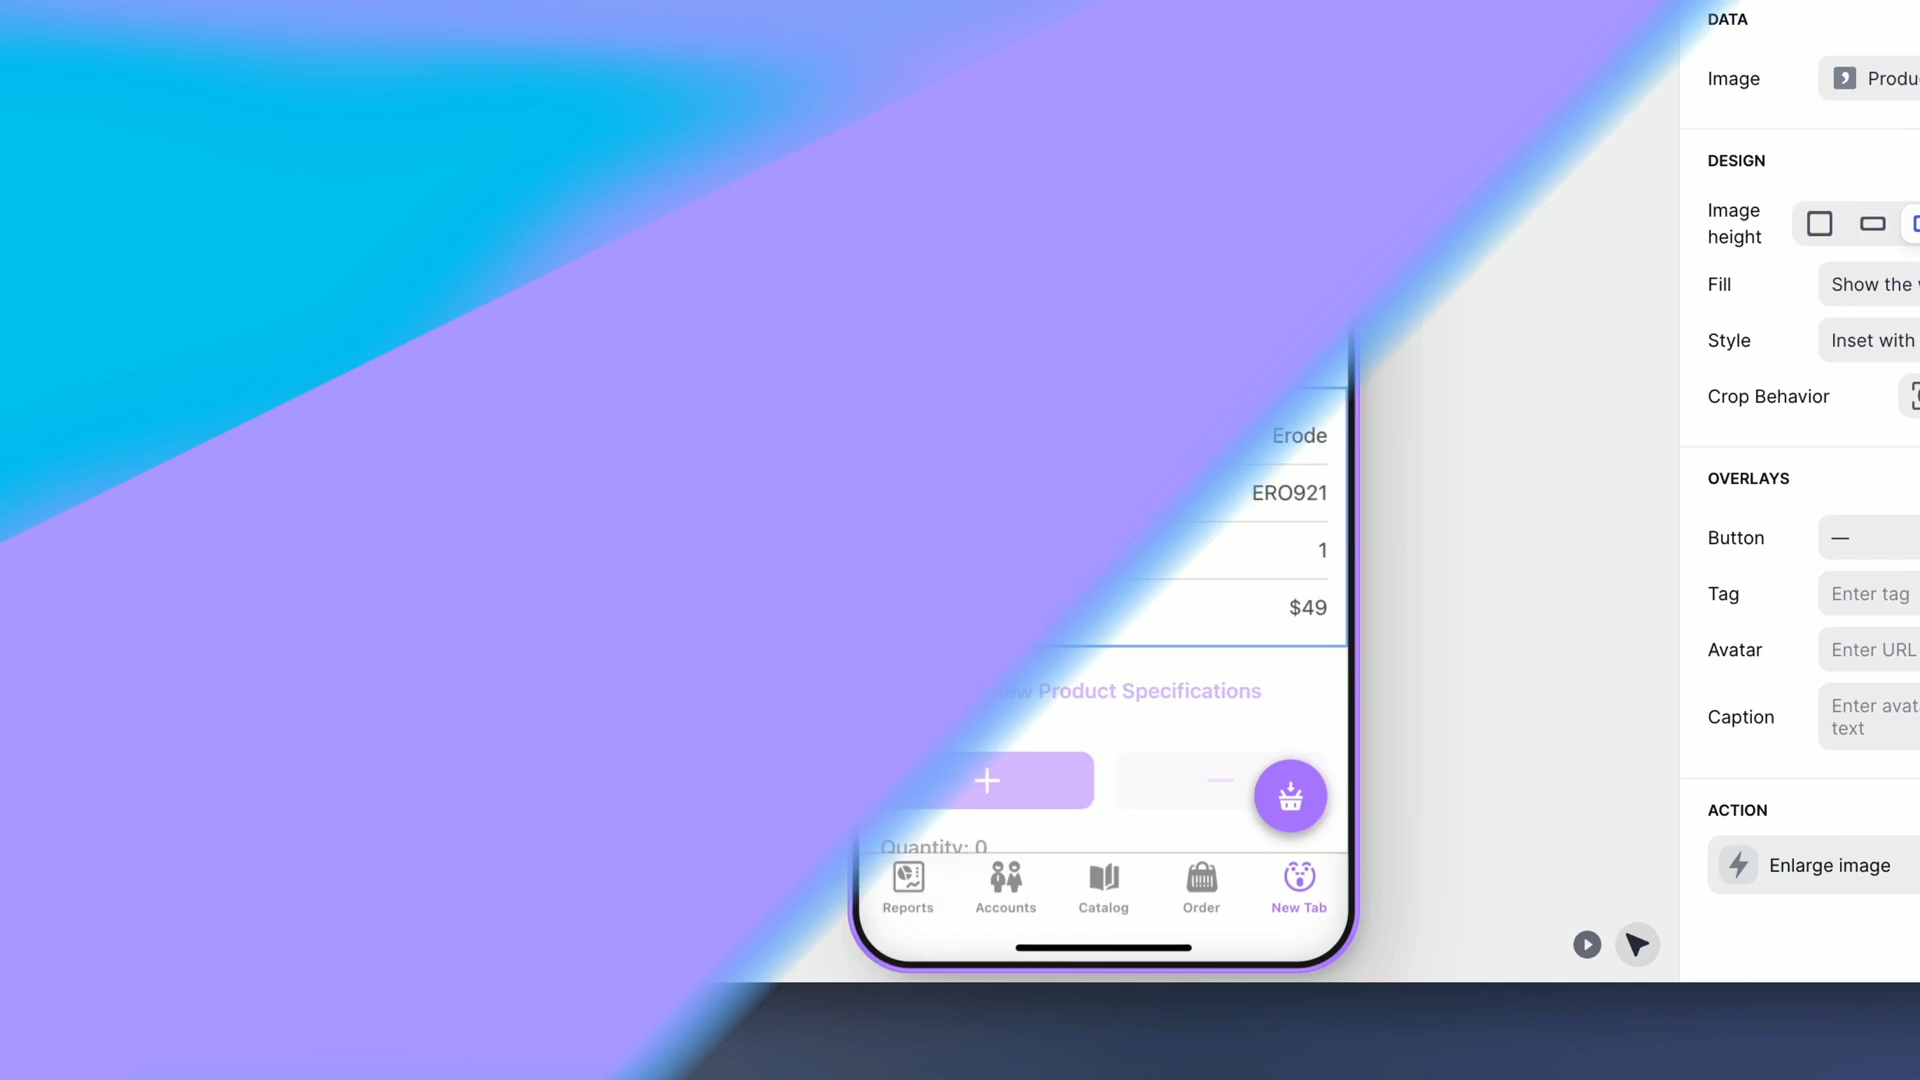 DATA
Image
DESIGN
Image
height
Fill
Show the
Style
Inset with
Crop Behavior
OVERLAYS
Button
—
Tag
Enter tag
Avatar
Enter URL
Caption
Enter
text
ACTION
Enlarge image
Erode
ERO921
1
$49
Product Specifications
Quantity: 0
Reports
Accounts
Catalog
Order
New Tab